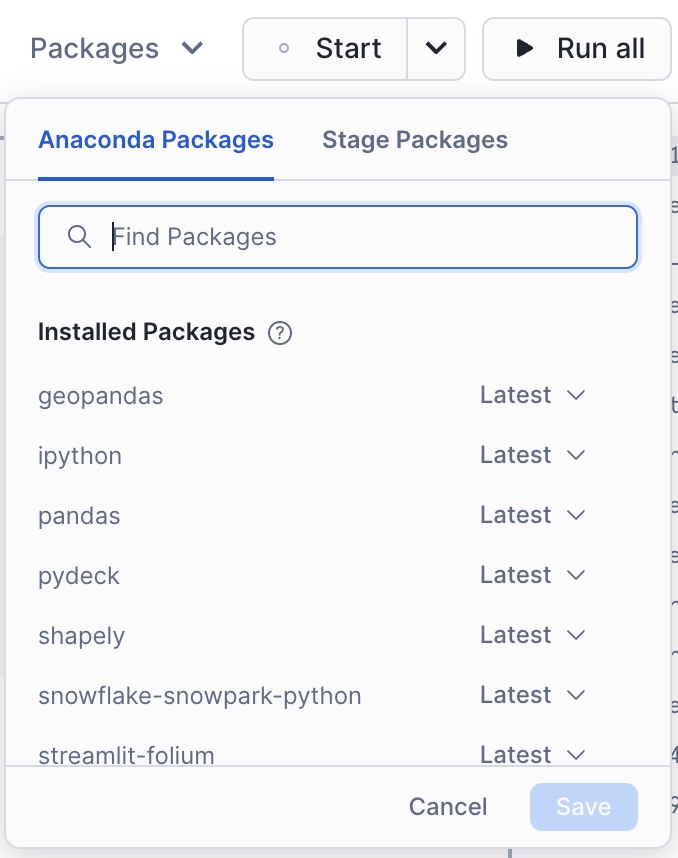 Packages Start Run all
Anaconda Packages Stage Packages
Find Packages
Installed Packages ?
geopandas Latest
ipython Latest
pandas Latest
pydeck Latest
shapely Latest
snowflake-snowpark-python Latest
streamlit-folium Latest
Cancel Save